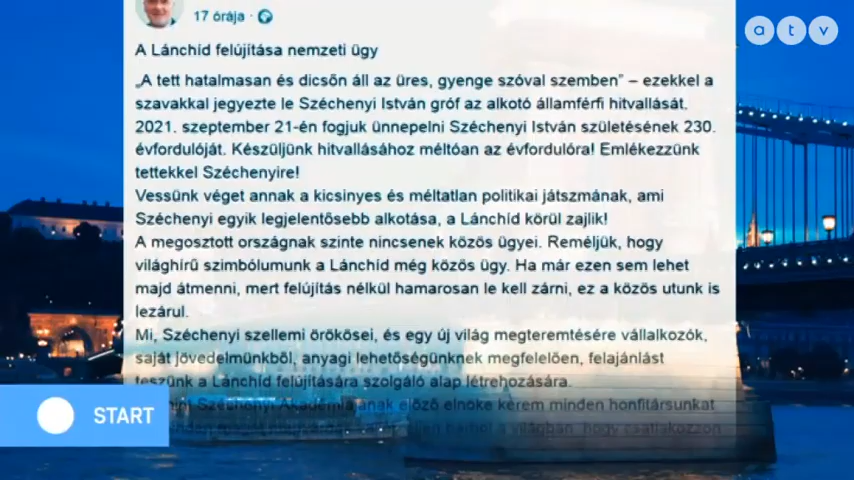 17 órája ·
atv
A Lánchíd felújítása nemzeti ügy
„A tett hatalmasan és dicsőn áll az üres, gyenge szóval szemben” – ezekkel a
szavakkal jegyezte le Széchenyi István gróf az alkotó államférfi hitvallását.
2021. szeptember 21-én fogjuk ünnepelni Széchenyi István születésének 230.
évfordulóját. Készüljünk hitvallásához méltóan az évfordulóra! Emlékezzünk
tettekkel Széchenyire!
Vessünk véget annak a kicsinyes és méltatlan politikai játszmának, ami
Széchenyi egyik legjelentősebb alkotása, a Lánchíd körül zajlik!
A megosztott országnak szinte nincsenek közös ügyei. Reméljük, hogy
világhírű szimbólumunk a Lánchíd még közös ügy. Ha már ezen sem lehet
majd átmenni, mert felújítás nélkül hamarosan le kell zárni, ez a közös utunk is
lezárul.
Mi, Széchenyi szellemi örökösei, és egy új világ megteremtésére vállalkozók,
saját jövedelmünkből, anyagi lehetőségünknek megfelelően, felajánlást
teszünk a Lánchíd felújítására szolgáló alap létrehozására.
Széchenyi Akadémiájának előző elnöke kérem minden honfitársunkat
bárhol a világban, hogy csatlakozzon
START